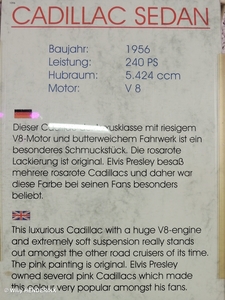 CADILLAC SEDAN
Baujahr: 1956
Leistung: 240 PS
Hubraum: 5.424 ccm
Motor: V 8
Dieser Luxusklasse mit riesigem
V8-Motor und butterweichem Fahrwerk ist ein
besonderes Schmuckstück. Die rosarote
Lackierung ist original. Elvis Presley besaß
mehrere rosarote Cadillacs und daher war
diese Farbe bei seinen Fans besonders
beliebt.
This luxurious Cadillac with a huge V8-engine
and extremely soft suspension really stands
out amongst the other road cruisers of its time.
The pink painting is original. Elvis Presley
owned several pink Cadillacs which made
this colour very popular amongst his fans.